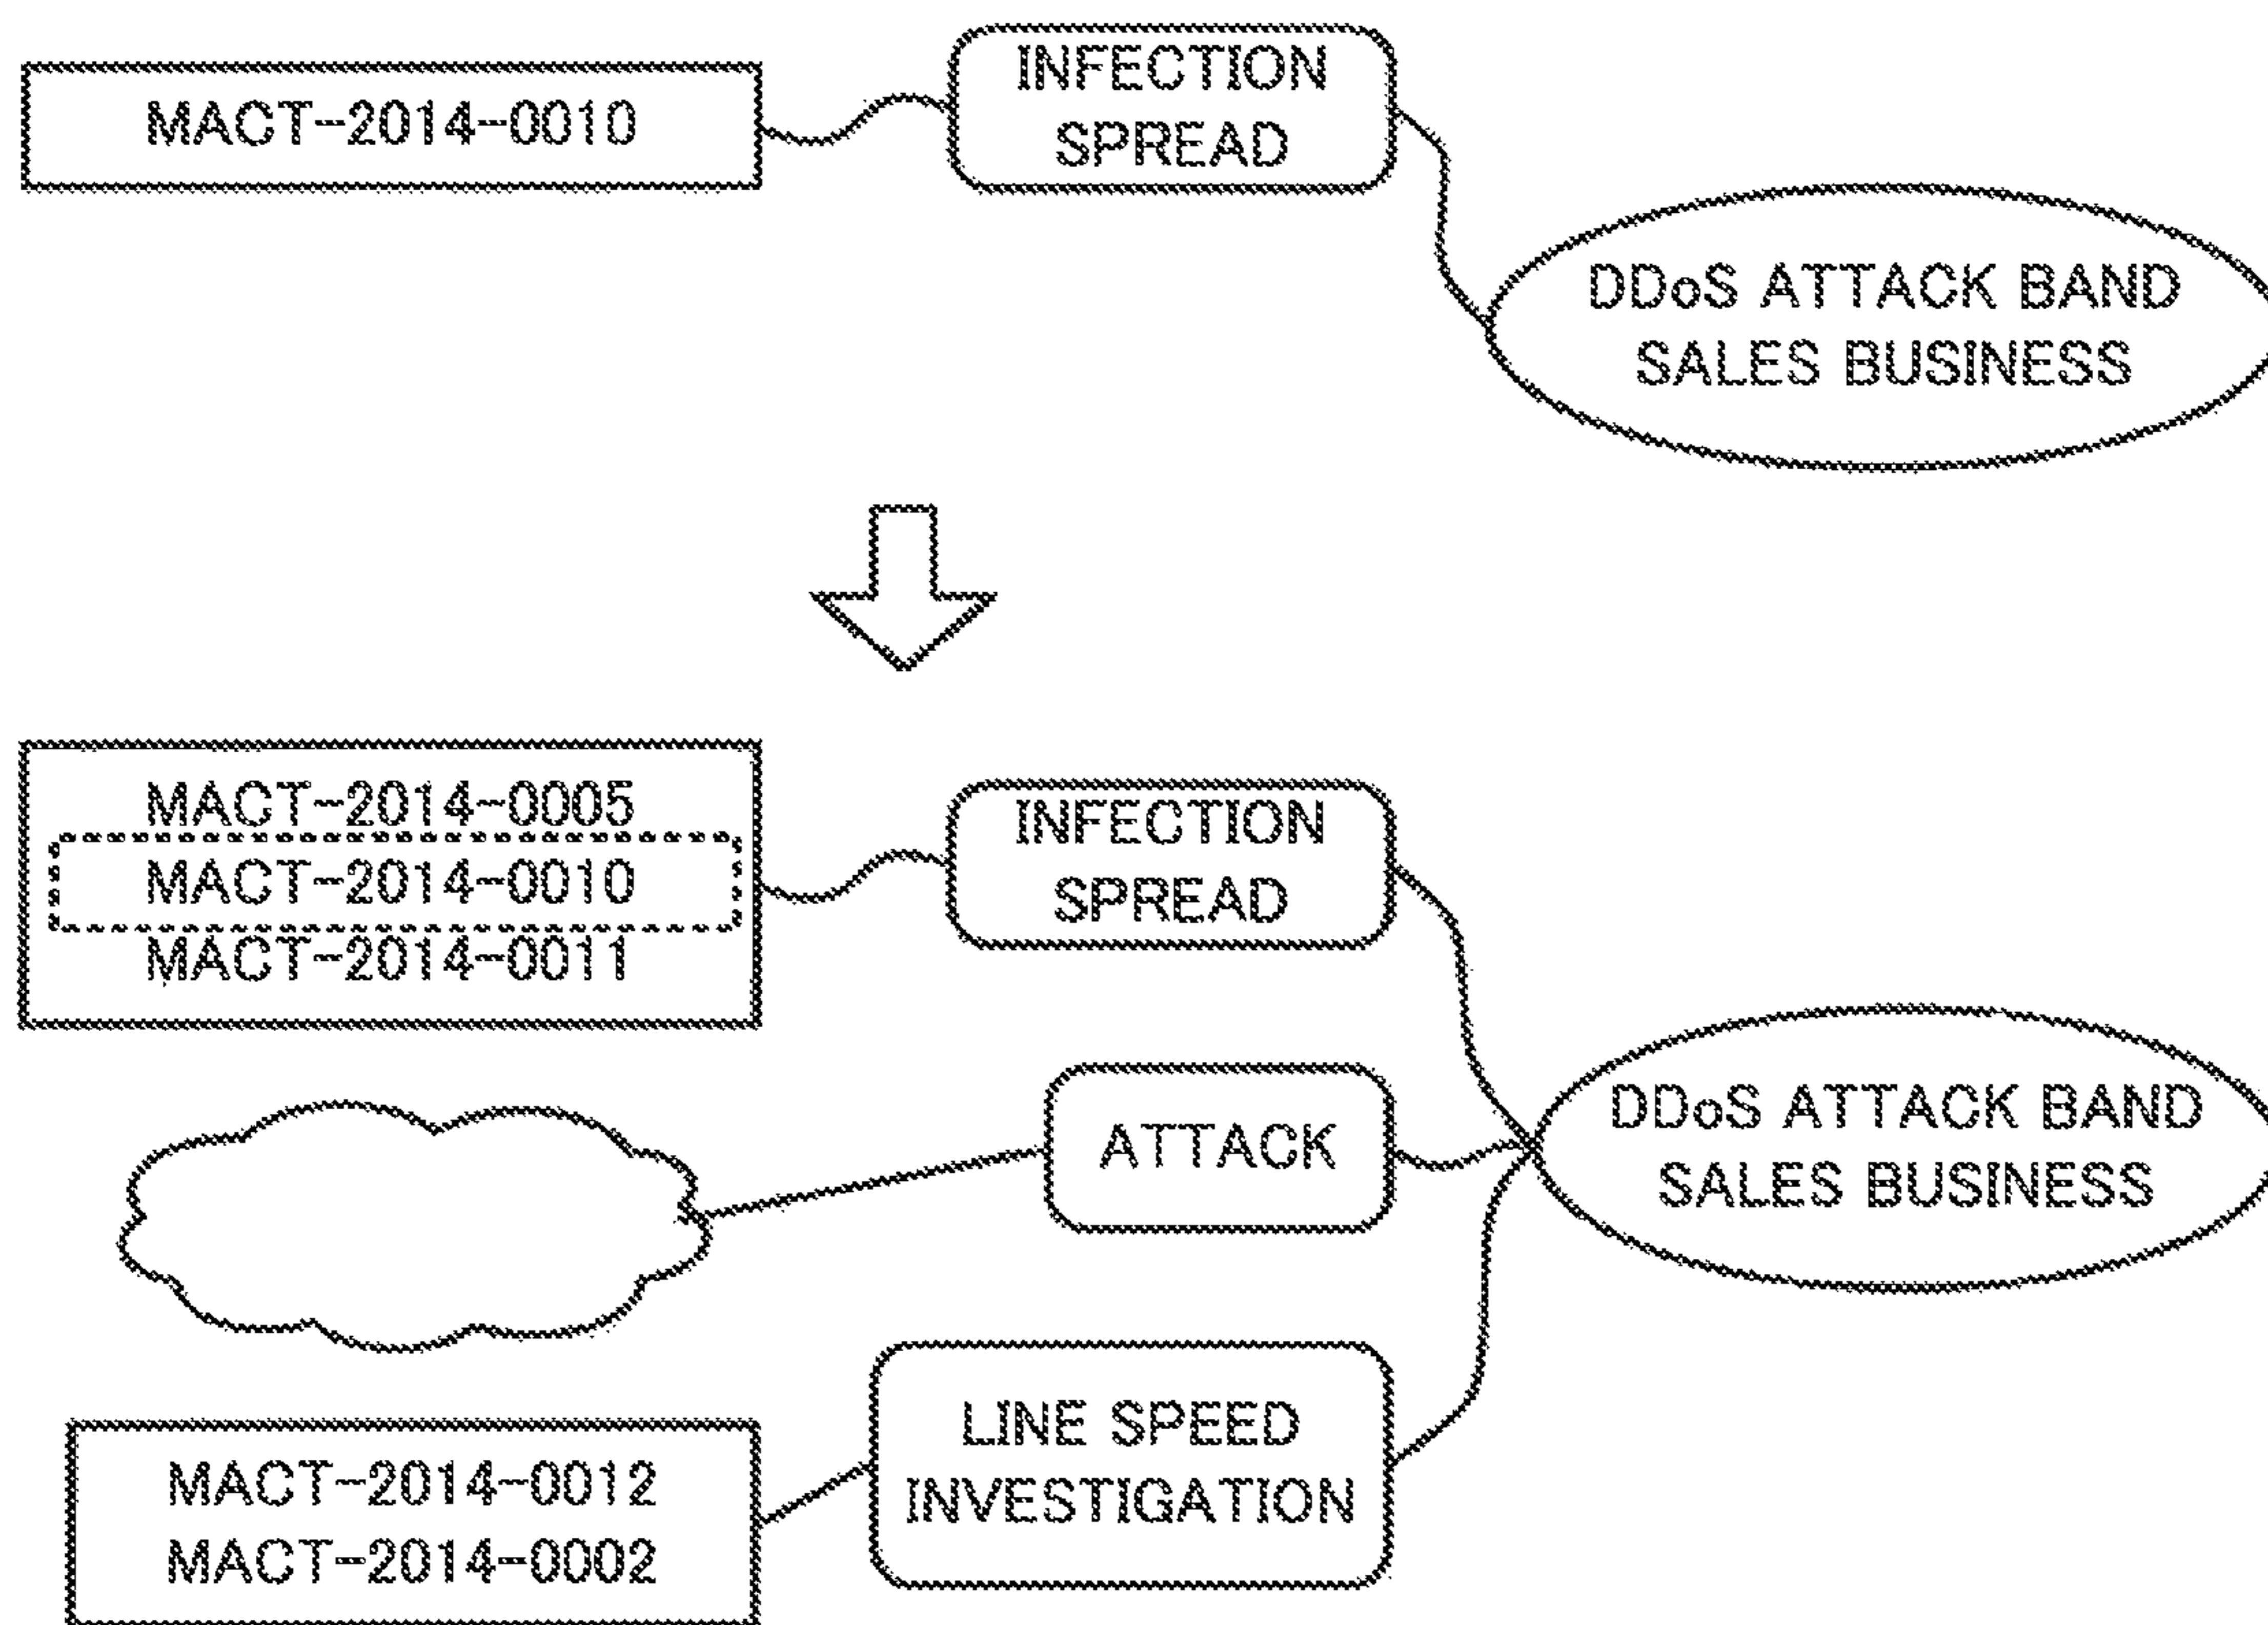 MACT-2014-0010
INFECTION
SPREAD
DDoS ATTACK BAND
SALES BUSINESS
MACT-2014-0005
MACT-2014-0010
MACT-2014-0011
INFECTION
SPREAD
ATTACK
DDoS ATTACK BAND
SALES BUSINESS
LINE SPEED
INVESTIGATION
MACT-2014-0012
MACT-2014-0002